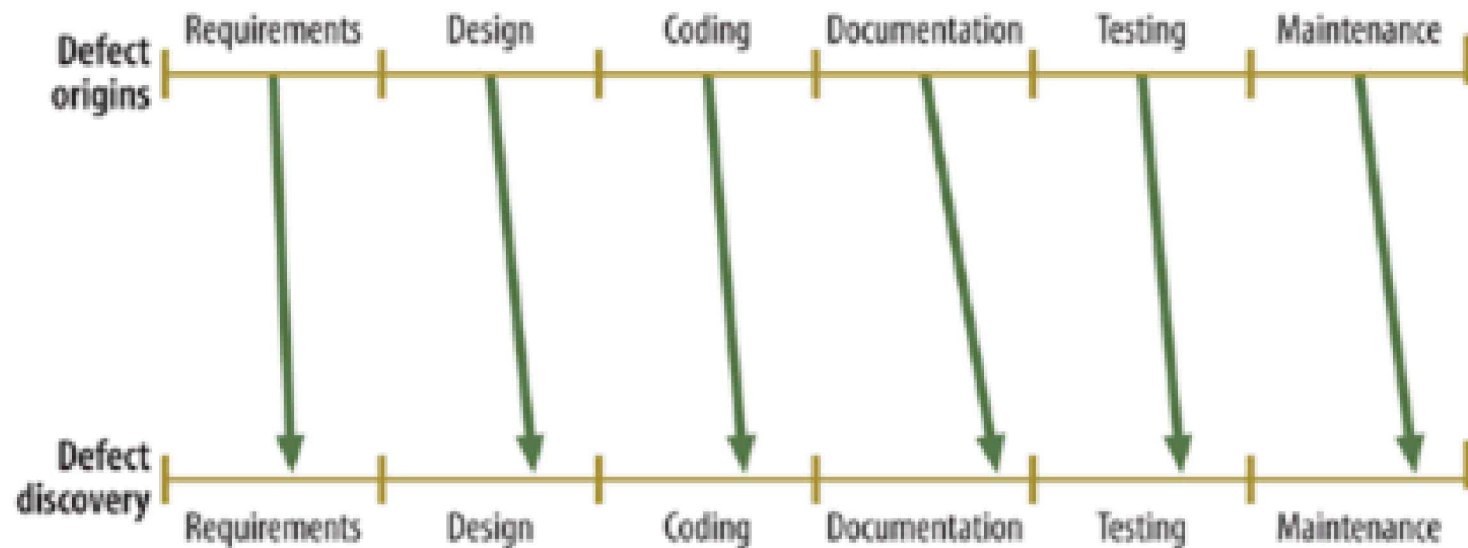 Defect
origins
Requirements Design Coding Documentation Testing Maintenance
Defect
discovery
Requirements Design Coding Documentation Testing Maintenance